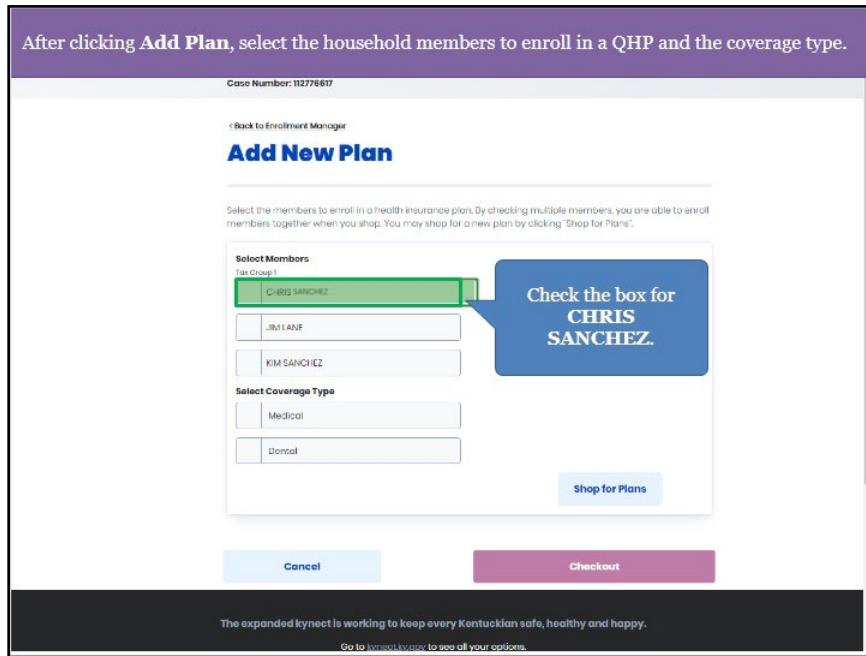 After clicking Add Plan, select the household members to enroll in a QHP and the coverage type.
Case Number: 112776617
< Back to Enrollment Manager
Add New Plan
Select the members to enroll in a health insurance plan. By checking multiple members, you are able to enroll
members together when you shop. You may shop for a new plan by clicking "Shop for Plans".
Select Members
Tax Group 1
CHRIS SANCHEZ
JIM LANE
KIM SANCHEZ
Check the box for
CHRIS
SANCHEZ.
Select Coverage Type
Medical
Dental
Shop for Plans
Cancel
Checkout
The expanded kynect is working to keep every Kentuckian safe, healthy and happy.
Go to kynect.ky.gov to see all your options.